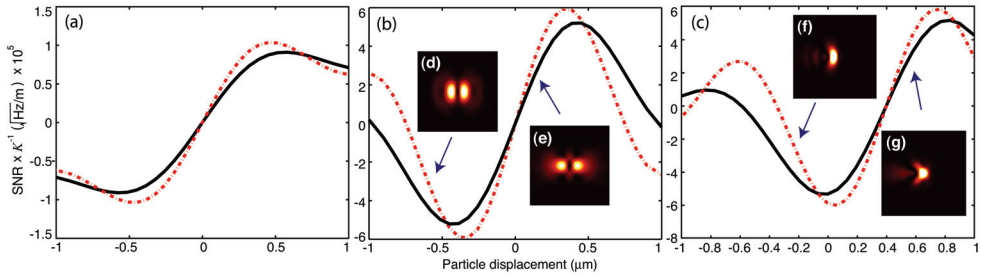 (a)
(b)
(c)
(d)
(e)
(f)
(g)
SNR x K⁻¹ (√Hz/m) x 10⁵
1.5
1
0.5
0
-0.5
-1
-1.5
-1 -0.5 0 0.5 1
6
4
2
0
-2
-4
-6
-1 -0.5 0 0.5 1
6
4
2
0
-2
-4
-6
-8
-1 -0.8 -0.6 -0.4 -0.2 0 0.2 0.4 0.6 0.8 1
Particle displacement (μm)